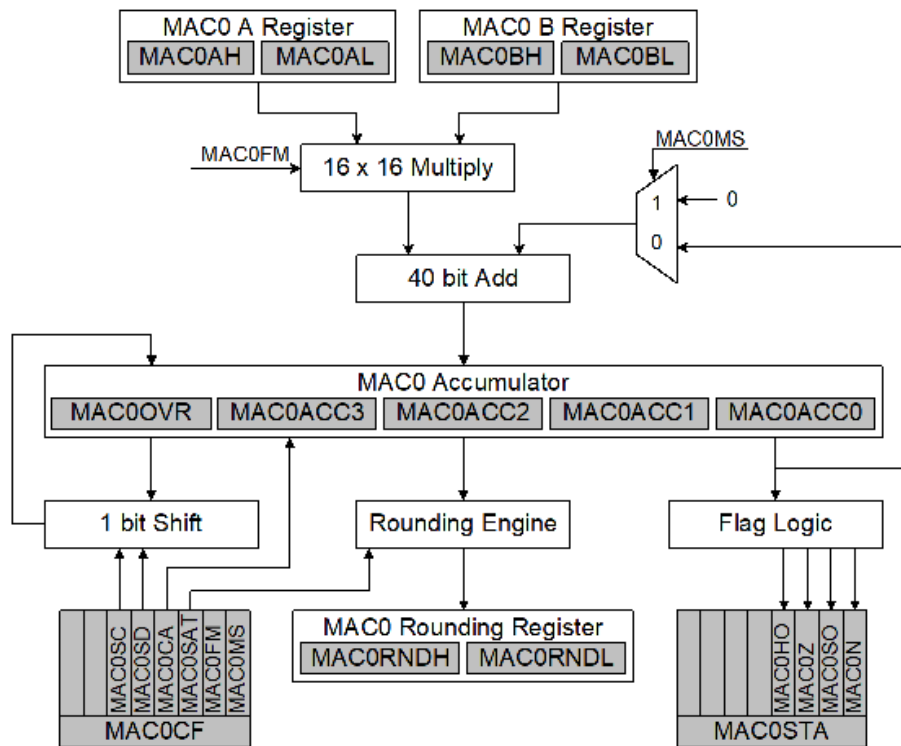 MAC0 A Register
MAC0AH MAC0AL
MAC0 B Register
MAC0BH MAC0BL
MAC0FM
16 x 16 Multiply
MAC0MS
1
0
0
40 bit Add
MAC0 Accumulator
MAC0OVR MAC0ACC3 MAC0ACC2 MAC0ACC1 MAC0ACC0
1 bit Shift
Rounding Engine
Flag Logic
MAC0SC
MAC0SD
MAC0CA
MAC0SAT
MAC0FM
MAC0MS
MAC0CF
MAC0 Rounding Register
MAC0RNDH MAC0RNDL
MAC0HO
MAC0Z
MAC0SO
MAC0N
MAC0STA